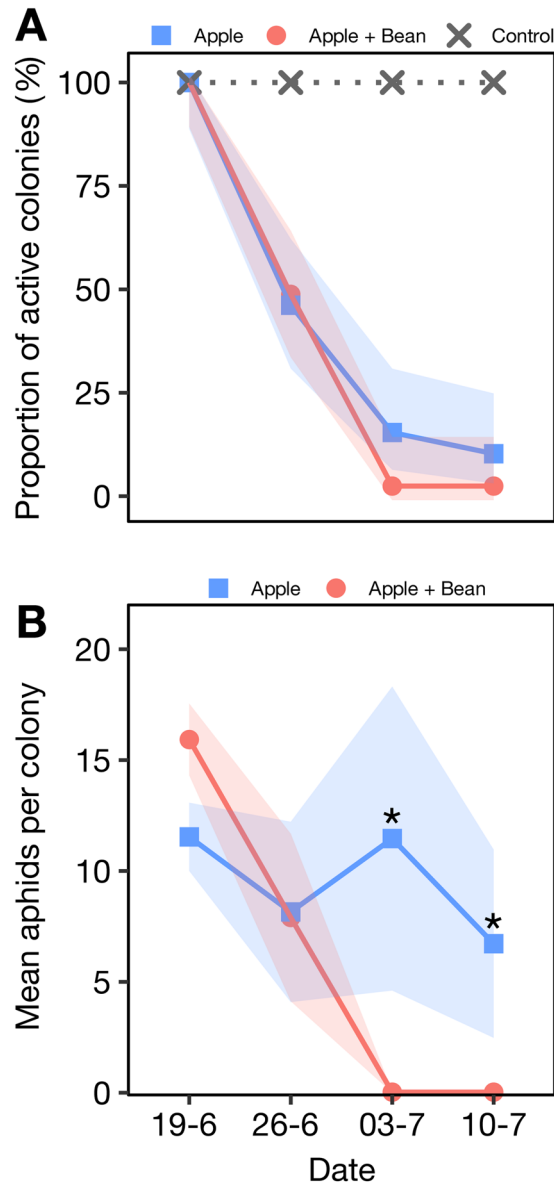 A
Apple Apple + Bean Control
Proportion of active colonies (%)
100
75
50
25
0
B
Apple Apple + Bean
Mean aphids per colony
20
15
10
5
0
*
*
19-6 26-6 03-7 10-7
Date